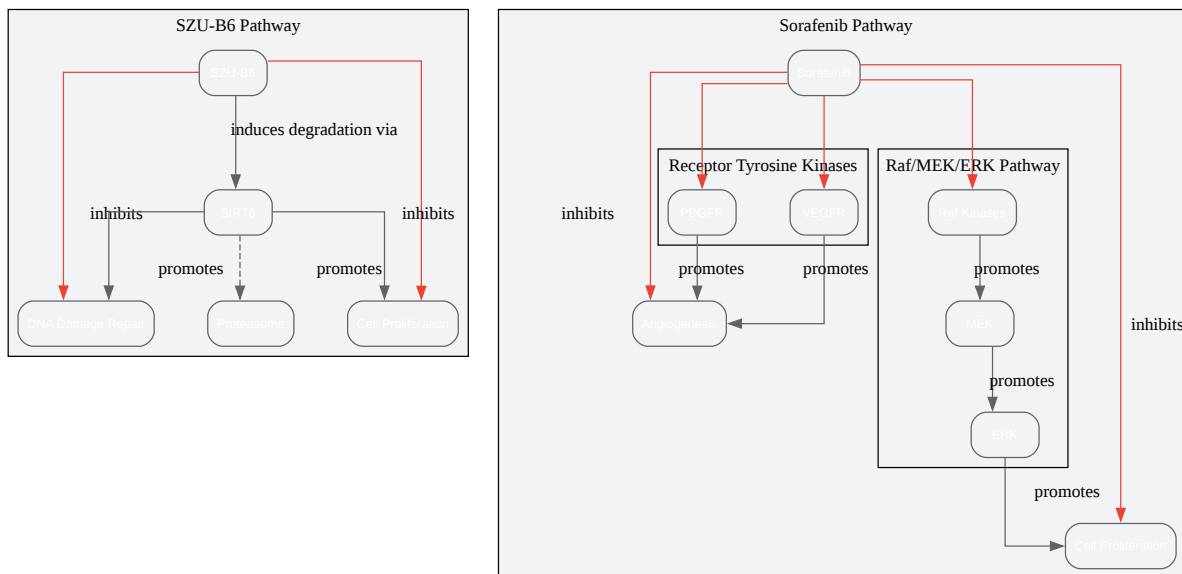 SZU-B6 Pathway
SZU-B6
induces degradation via
SIRT6
inhibits
inhibits
promotes
promotes
DNA Damage Repair
Proteasome
Cell Proliferation
Sorafenib Pathway
Sorafenib
Receptor Tyrosine Kinases
Raf/MEK/ERK Pathway
PDGFR
VEGFR
Raf Kinases
inhibits
promotes
promotes
promotes
Angiogenesis
MEK
inhibits
promotes
ERK
promotes
Cell Proliferation